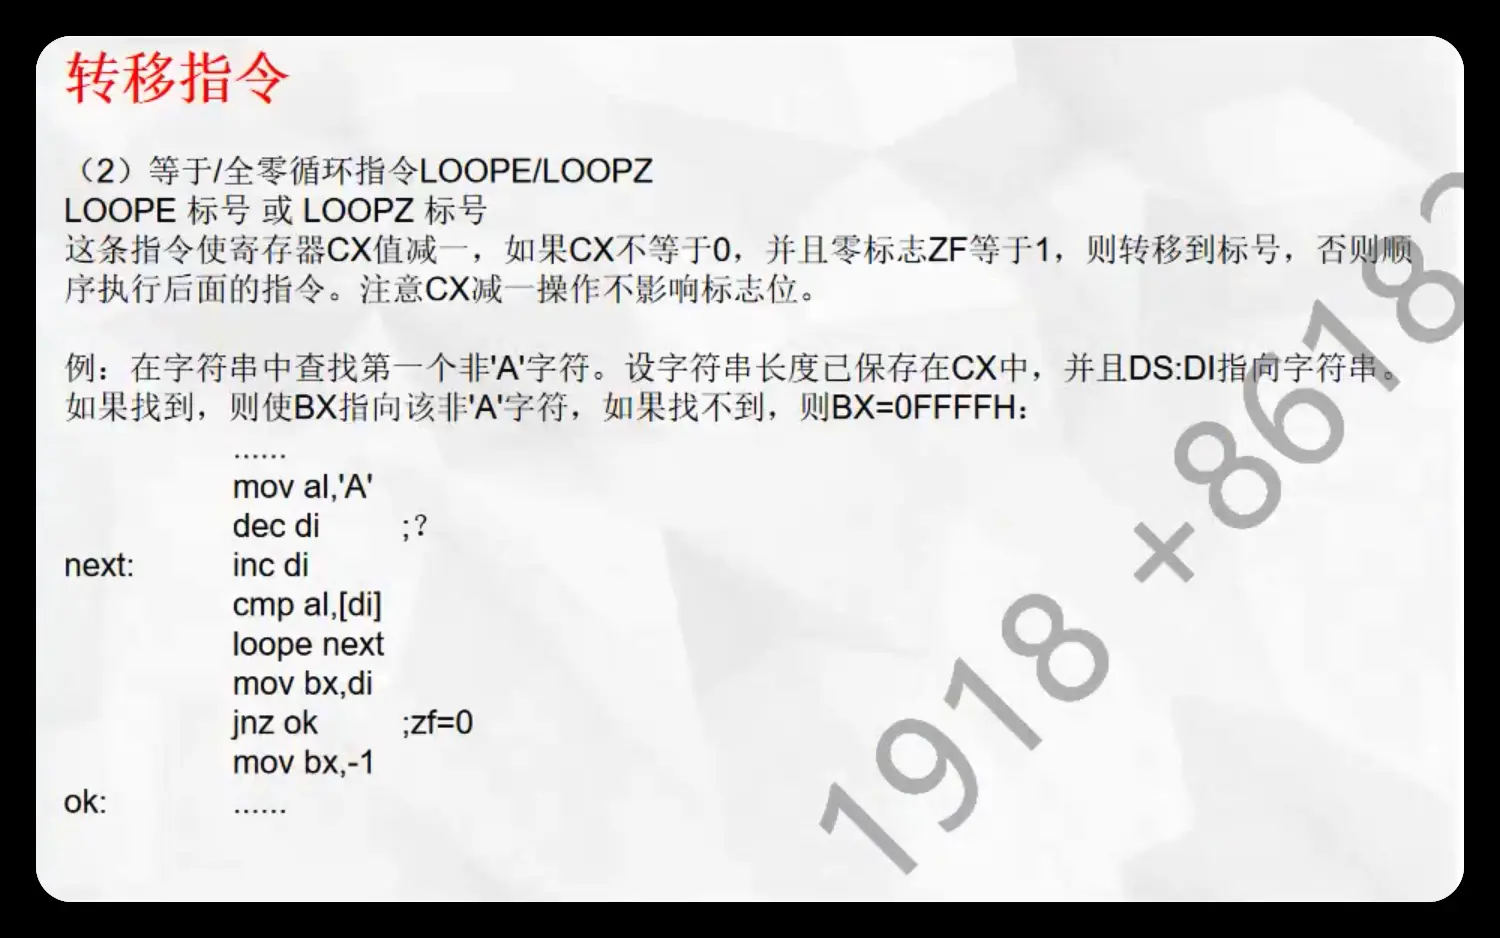 转移指令
（2）等于/全零循环指令LOOPE/LOOPZ
LOOPE 标号 或 LOOPZ 标号
这条指令使寄存器CX值减一，如果CX不等于0，并且零标志ZF等于1，则转移到标号，否则顺
序执行后面的指令。注意CX减一操作不影响标志位。
例：在字符串中查找第一个非'A'字符。设字符串长度已保存在CX中，并且DS:DI指向字符串。
如果找到，则使BX指向该非'A'字符，如果找不到，则BX=0FFFFH：
......
mov al,'A'
dec di ;？
next: inc di
cmp al,[di]
loope next
mov bx,di
jnz ok ;zf=0
mov bx,-1
ok: ......
1918 +8618